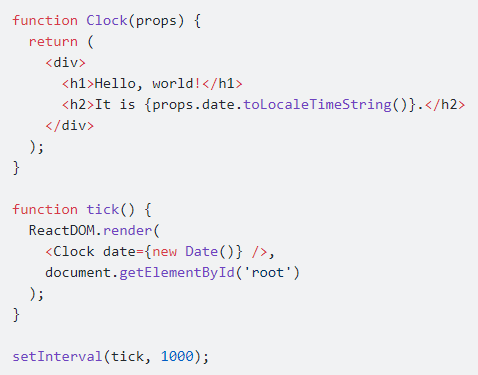 function Clock(props) {
  return (
    <div>
      <h1>Hello, world!</h1>
      <h2>It is {props.date.toLocaleTimeString()}.</h2>
    </div>
  );
}

function tick() {
  ReactDOM.render(
    <Clock date={new Date()} />,
    document.getElementById('root')
  );
}

setInterval(tick, 1000);